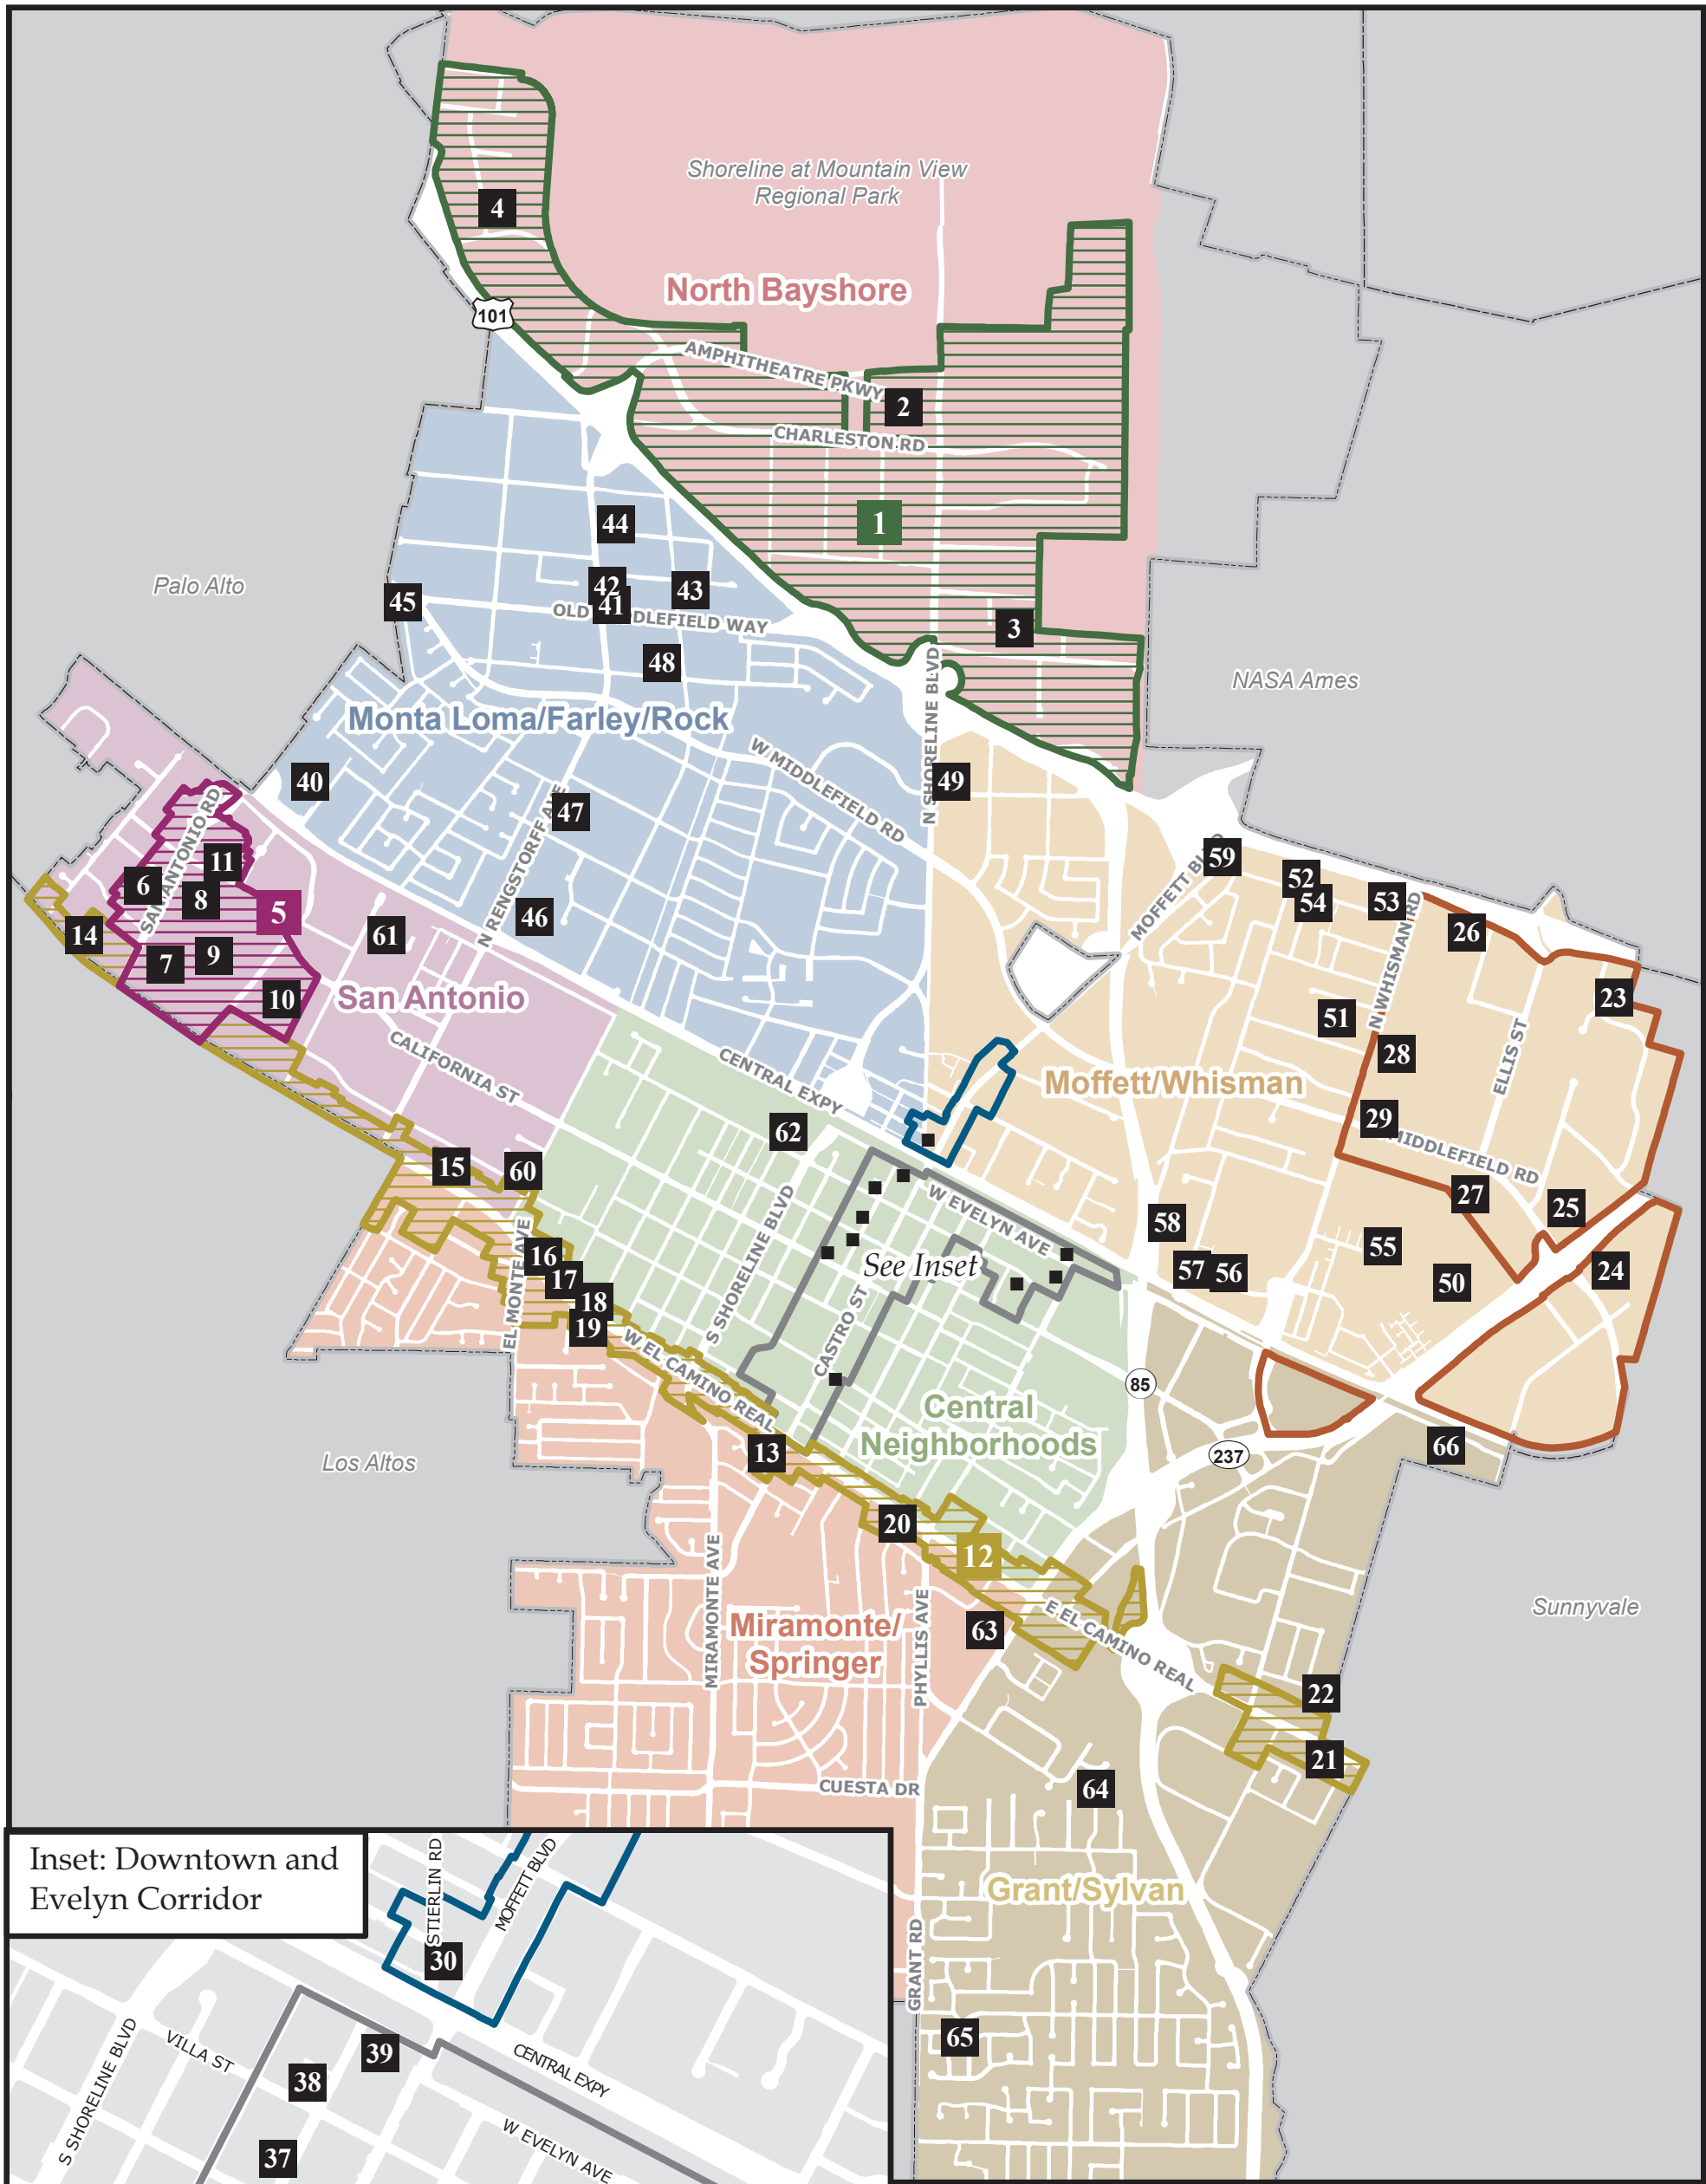 Shoreline at Mountain View
Regional Park
4
North Bayshore
101
AMPHITHEATRE PKWY
2
CHARLESTON RD
1
44
Palo Alto
42
43
45
41
OLD
DLEFIELD WAY
3
48
N SHORELINE BLVD
NASA Ames
Monta Loma/Farley/Rock
W MIDDLEFIELD RD
40
49
47
N RENGSTORFF AVE
SAN ANTONIO RD
11
6
8
5
46
61
14
7
9
10
San Antonio
MOFFETT BLVD
59
52
54
53
N WHISMAN RD
26
23
51
28
ELLIS ST
CALIFORNIA ST
CENTRAL EXPY
Moffett/Whisman
29
MIDDLEFIELD RD
62
15
60
27
25
W EVELYN AVE
58
55
See Inset
57
56
50
24
16
17
18
19
EL MONTE AVE
S SHORELINE BLVD
CASTRO ST
W EL CAMINO REAL
85
Central
Neighborhoods
237
66
Los Altos
13
20
12
MIRAMONTE AVE
Sunnyvale
Miramonte/
Springer
PHYLLIS AVE
63
E EL CAMINO REAL
22
21
CUESTA DR
64
Grant/Sylvan
GRANT RD
65
Inset: Downtown and
Evelyn Corridor
STIERLIN RD
MOFFETT BLVD
30
S SHORELINE BLVD
VILLA ST
39
38
CENTRAL EXPY
37
W EVELYN AVE